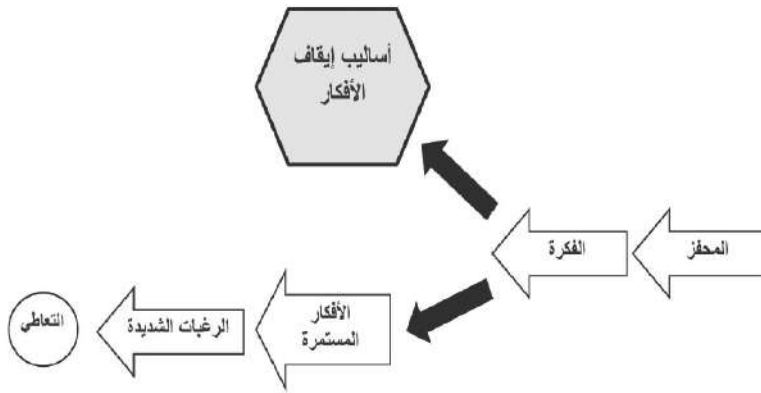 أساليب إيقاف
الأفكار
المحفز
الفكرة
الأفكار
المستمرة
الرغبات الشديدة
التعاطي